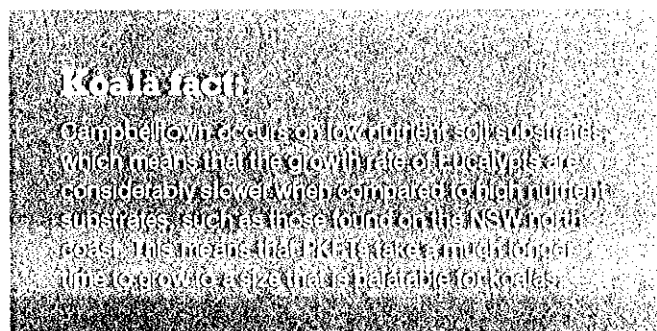 Koala fact:
Campbelltown occurs on low nutrient soil substrates,
which means that the growth rate of Eucalypts are
considerably slower when compared to high nutrient
substrates, such as those found on the NSW north
coast. This means that PKFTs take a much longer
time to grow to a size that is palatable for koalas.